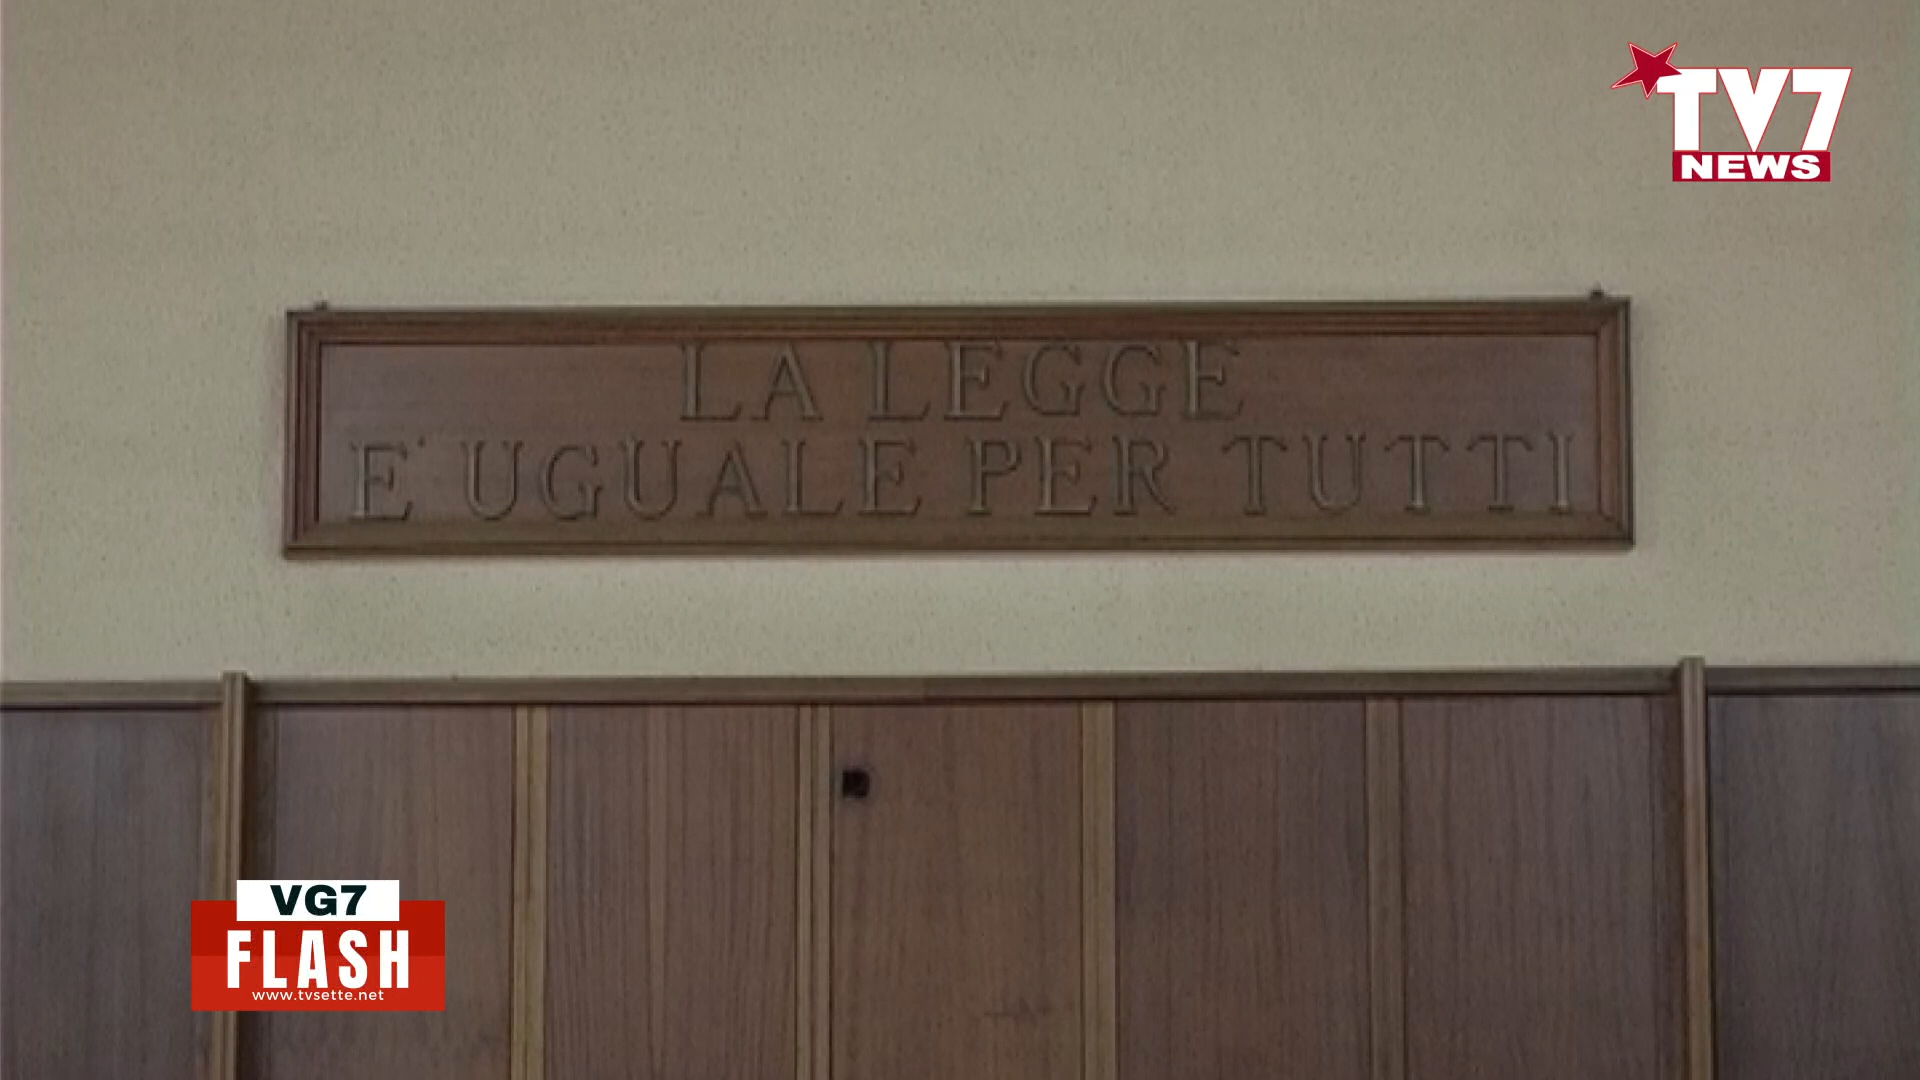 TV7
NEWS
LA LEGGE
E' UGUALE PER TUTTI
VG7
FLASH
www.tvsette.net